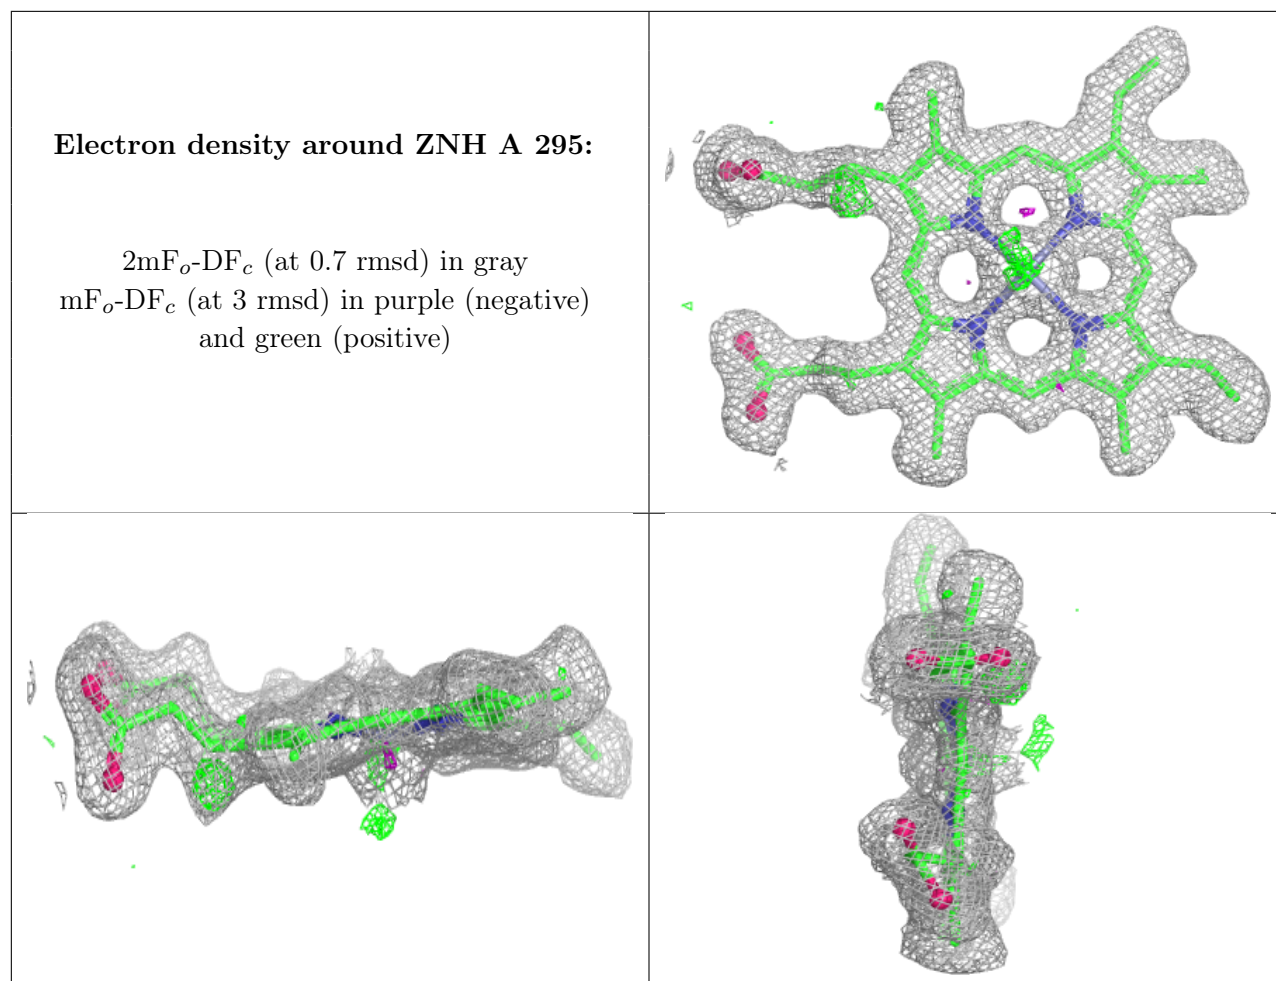 Electron density around ZNH A 295:
2mFₒ-DF𝒸 (at 0.7 rmsd) in gray
mFₒ-DF𝒸 (at 3 rmsd) in purple (negative)
and green (positive)